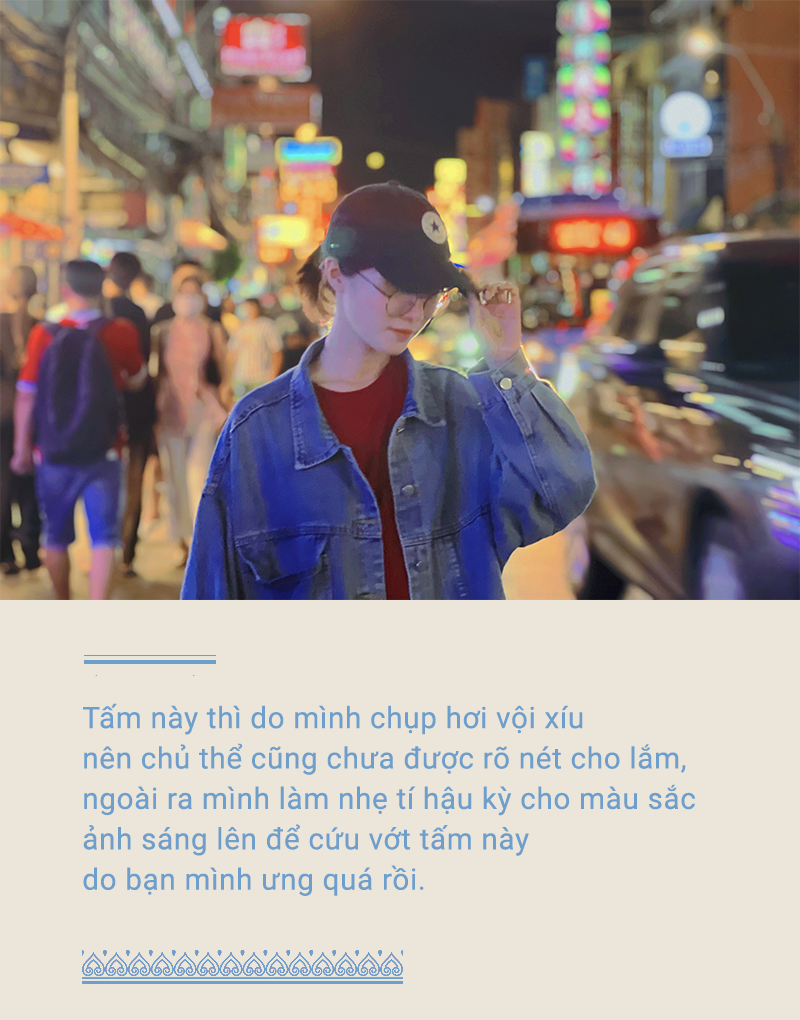 Tấm này thì do mình chụp hơi vội xíu
nên chủ thể cũng chưa được rõ nét cho lắm,
ngoài ra mình làm nhẹ tí hậu kỳ cho màu sắc
ảnh sáng lên để cứu vớt tấm này
do bạn mình ưng quá rồi.